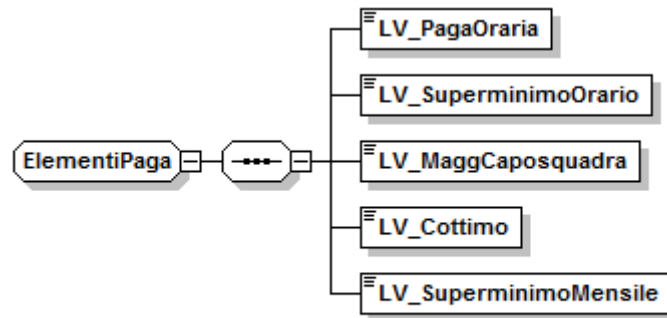 LV_PagaOraria
LV_SuperminimoOrario
ElementiPaga
LV_MaggCaposquadra
LV_Cottimo
LV_SuperminimoMensile